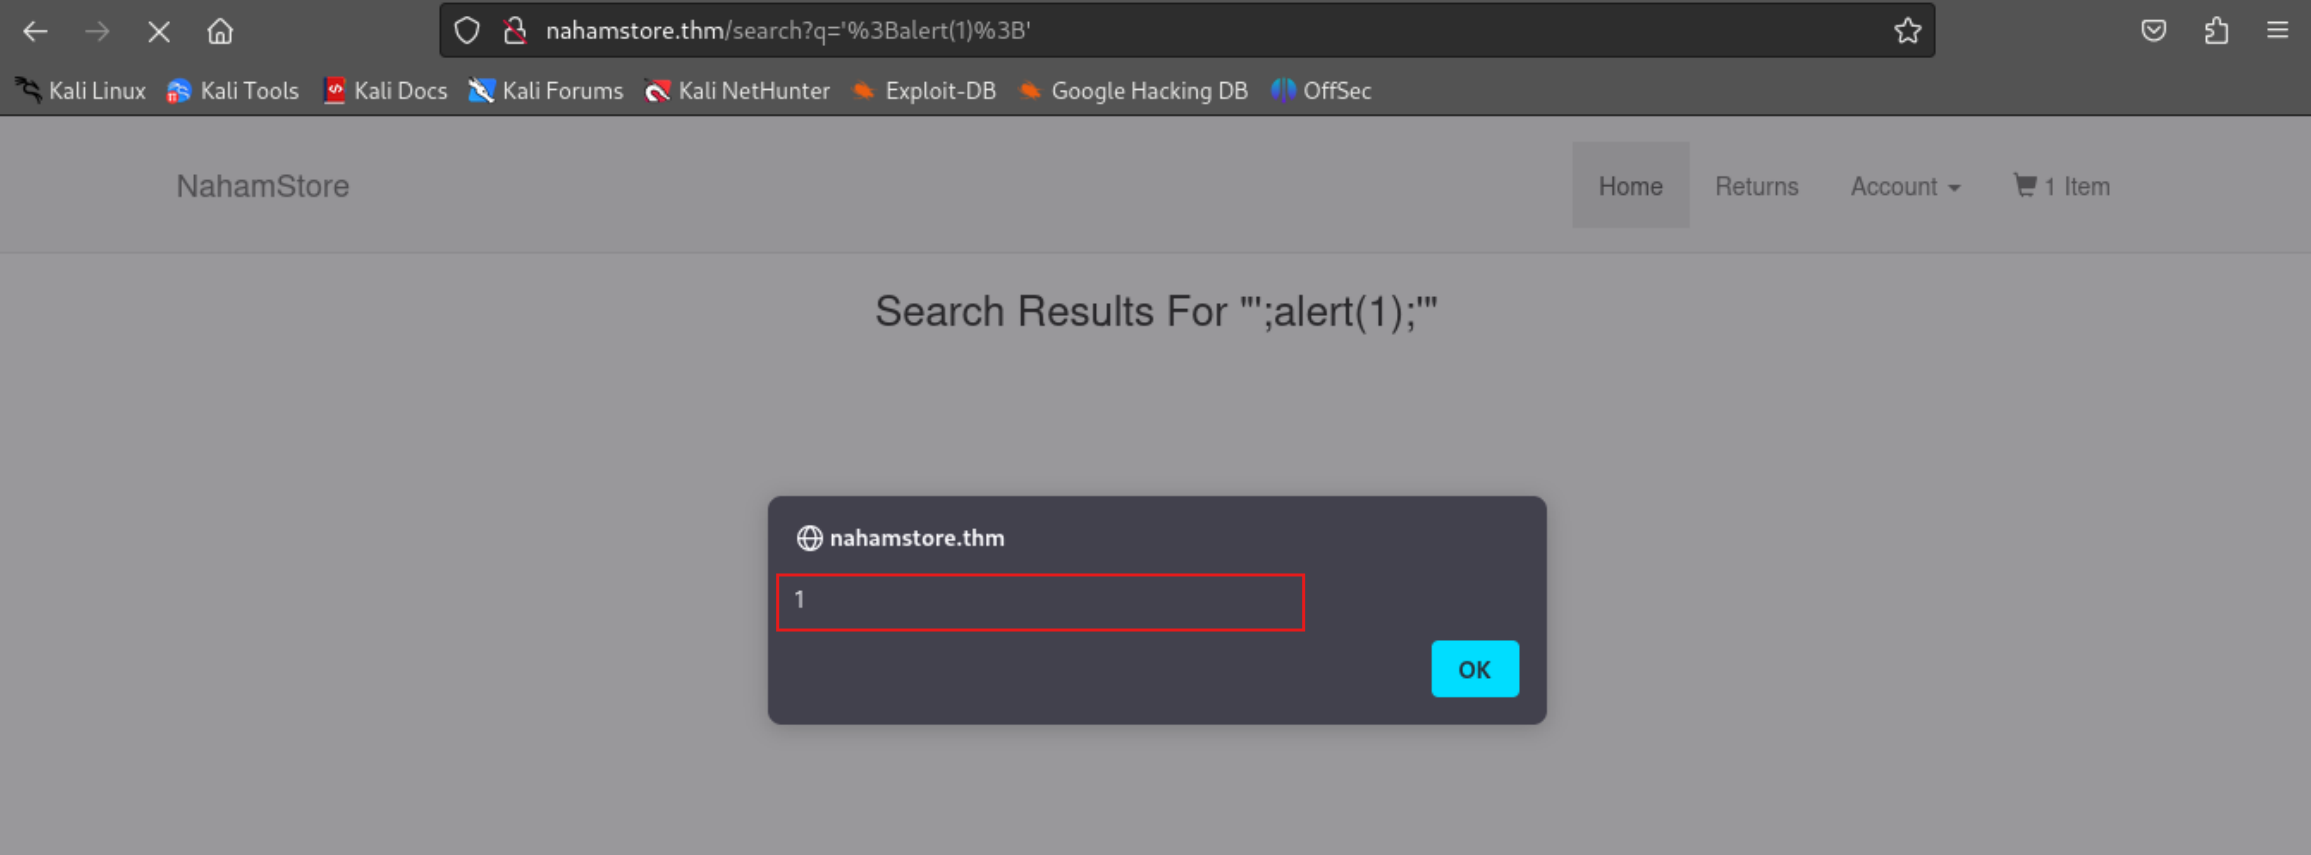 nahamstore.thm/search?q='%3Balert(1)%3B'
Kali Linux Kali Tools Kali Docs Kali Forums Kali NetHunter Exploit-DB Google Hacking DB OffSec
NahamStore Home Returns Account 1 Item
Search Results For "';alert(1);'"
nahamstore.thm
1
OK